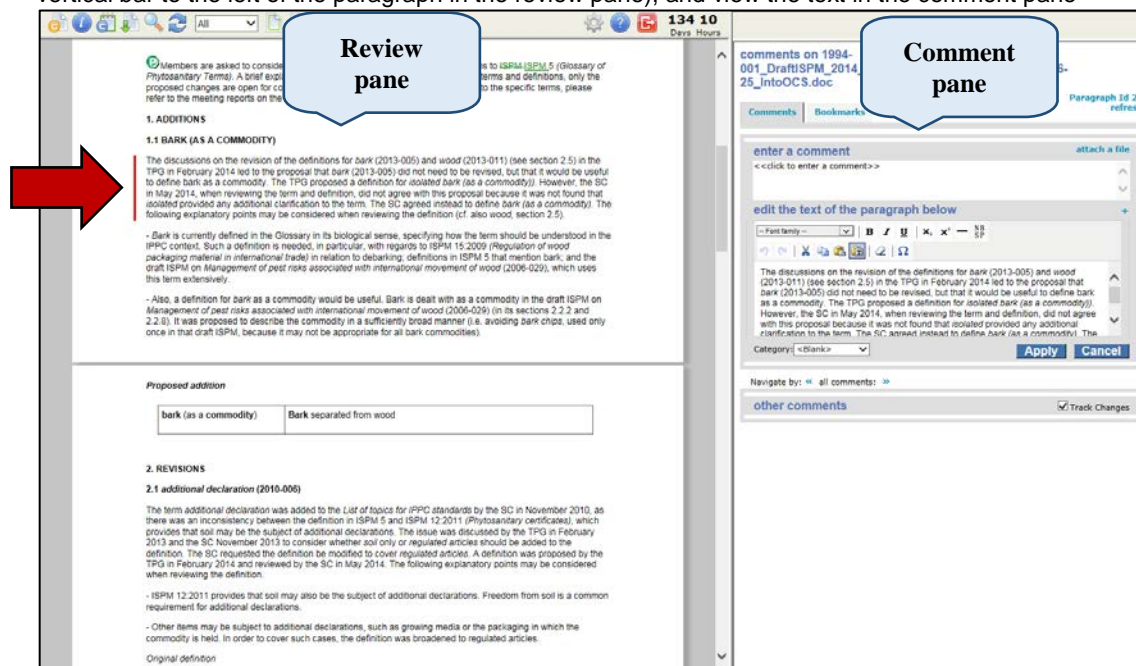 vertical bar to the left of the paragraph in the review pane), and view the text in the comment pane
All
134 10
Days Hours
Review
pane
Members are asked to conside
s to ISPM ISPM 5 (Glossary of
Phytosanitary Terms). A brief expl
terms and definitions, only the
proposed changes are open for co
to the specific terms, please
refer to the meeting reports on the
1. ADDITIONS
1.1 BARK (AS A COMMODITY)
The discussions on the revision of the definitions for bark (2013-005) and wood (2013-011) (see section 2.5) in the
TPG in February 2014 led to the proposal that bark (2013-005) did not need to be revised, but that it would be useful
to define bark as a commodity. The TPG proposed a definition for isolated bark (as a commodity)). However, the SC
in May 2014, when reviewing the term and definition, did not agree with this proposal because it was not found that
isolated provided any additional clarification to the term. The SC agreed instead to define bark (as a commodity). The
following explanatory points may be considered when reviewing the definition (cf. also wood, section 2.5).
- Bark is currently defined in the Glossary in its biological sense, specifying how the term should be understood in the
IPPC context. Such a definition is needed, in particular, with regards to ISPM 15:2009 (Regulation of wood
packaging material in international trade) in relation to debarking; definitions in ISPM 5 that mention bark; and the
draft ISPM on Management of pest risks associated with international movement of wood (2006-029), which uses
this term extensively.
- Also, a definition for bark as a commodity would be useful. Bark is dealt with as a commodity in the draft ISPM on
Management of pest risks associated with international movement of wood (2006-029) (in its sections 2.2.2 and
2.2.8). It was proposed to describe the commodity in a sufficiently broad manner (i.e. avoiding bark chips, used only
once in that draft ISPM, because it may not be appropriate for all bark commodities).
Proposed addition
bark (as a commodity) Bark separated from wood
2. REVISIONS
2.1 additional declaration (2010-006)
The term additional declaration was added to the List of topics for IPPC standards by the SC in November 2010, as
there was an inconsistency between the definition in ISPM 5 and ISPM 12:2011 (Phytosanitary certificates), which
provides that soil may be the subject of additional declarations. The issue was discussed by the TPG in February
2013 and the SC November 2013 to consider whether soil only or regulated articles should be added to the
definition. The SC requested the definition be modified to cover regulated articles. A definition was proposed by the
TPG in February 2014 and reviewed by the SC in May 2014. The following explanatory points may be considered
when reviewing the definition.
- ISPM 12:2011 provides that soil may also be the subject of additional declarations. Freedom from soil is a common
requirement for additional declarations.
- Other items may be subject to additional declarations, such as growing media or the packaging in which the
commodity is held. In order to cover such cases, the definition was broadened to regulated articles.
Original definition
Comment
pane
comments on 1994-
001_DraftISPM_2014_
6-
25_IntoOCS.doc
Paragraph Id 2
refres
Comments Bookmarks
enter a comment attach a file
<<click to enter a comment>>
edit the text of the paragraph below +
-- Font family -- B I U
The discussions on the revision of the definitions for bark (2013-005) and wood
(2013-011) (see section 2.5) in the TPG in February 2014 led to the proposal that
bark (2013-005) did not need to be revised, but that it would be useful to define bark
as a commodity. The TPG proposed a definition for isolated bark (as a commodity)).
However, the SC in May 2014, when reviewing the term and definition, did not agree
with this proposal because it was not found that isolated provided any additional
clarification to the term. The SC agreed instead to define bark (as a commodity). The
Category: <Blank> Apply Cancel
Navigate by: « all comments: »
other comments Track Changes